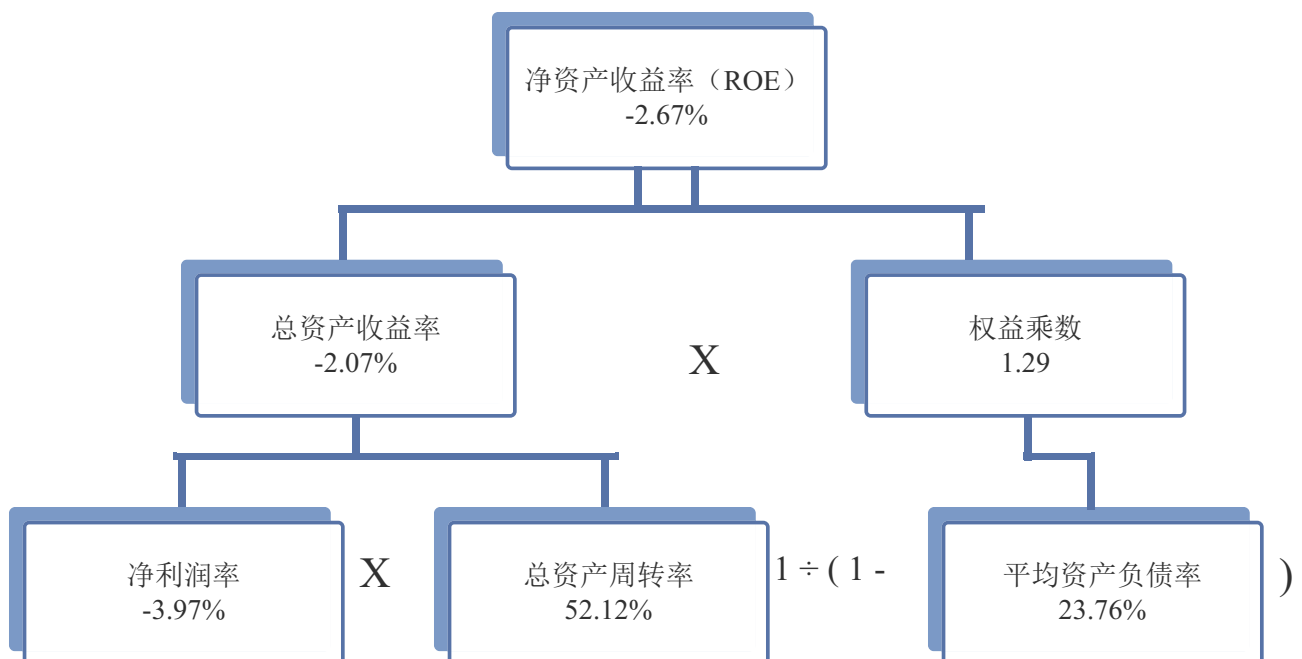 净资产收益率（ROE）
-2.67%
总资产收益率
-2.07%
X
权益乘数
1.29
净利润率
-3.97%
X
总资产周转率
52.12%
1 ÷ ( 1 -
平均资产负债率
23.76%
)